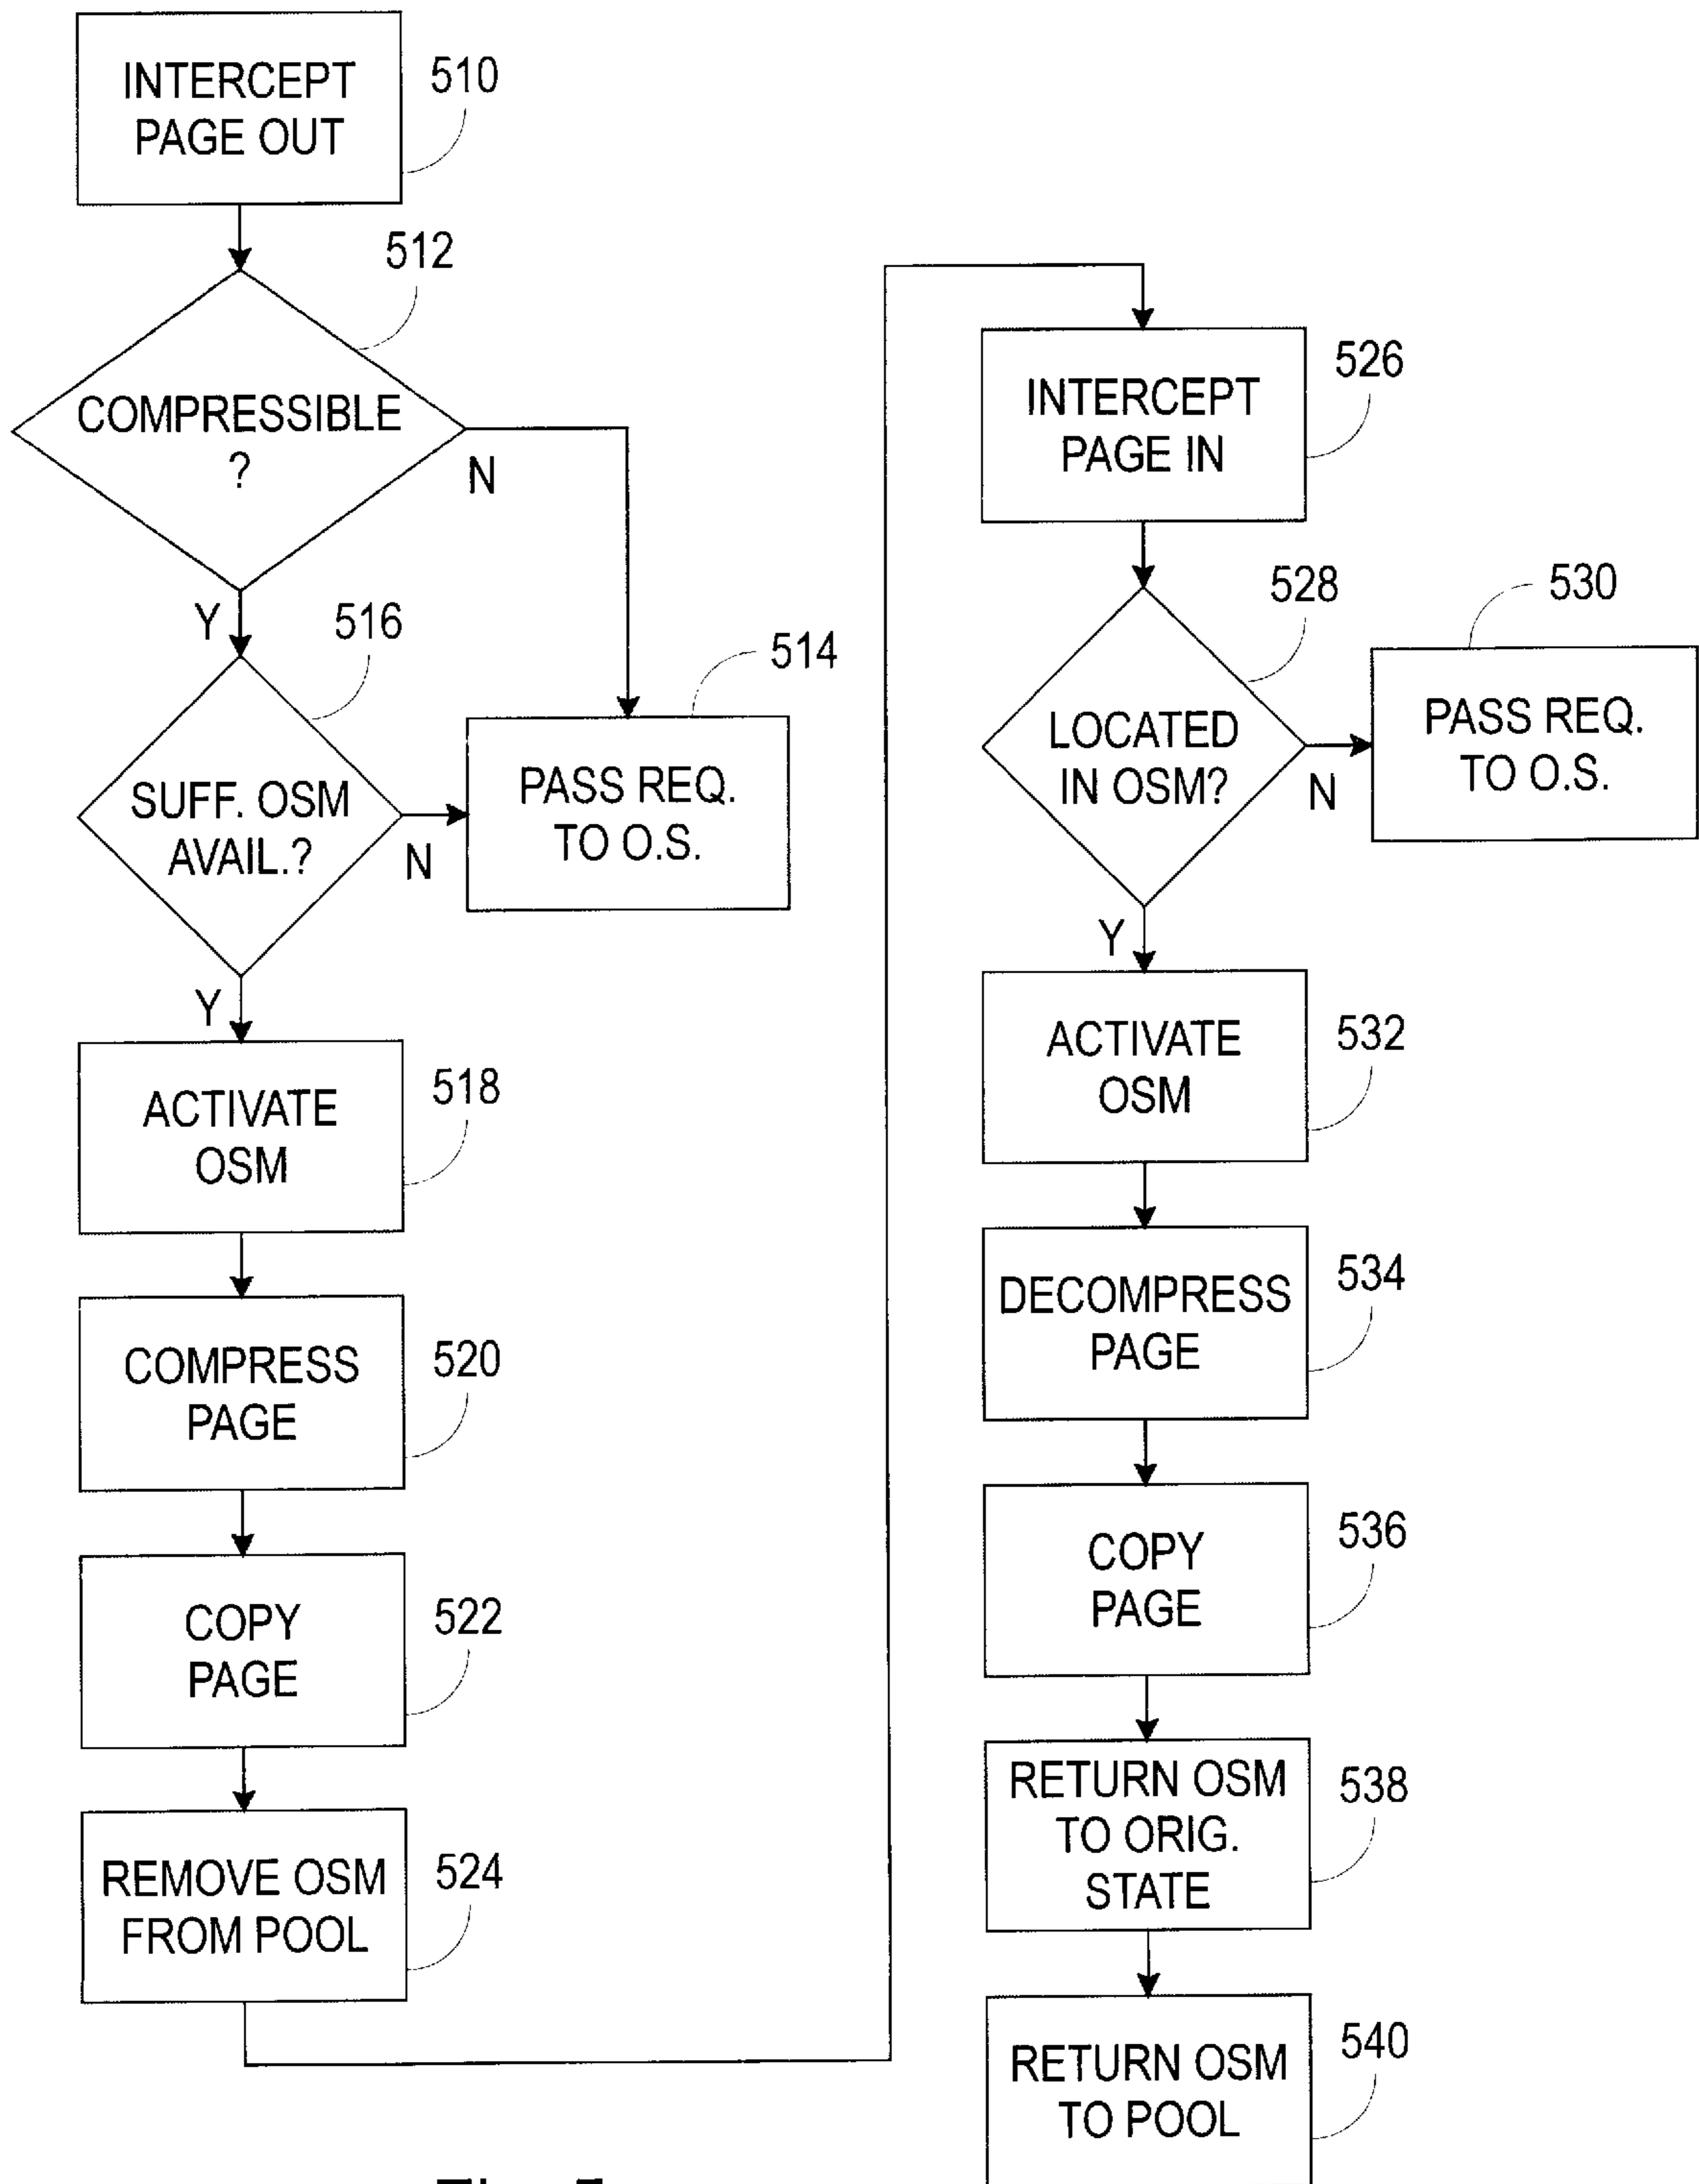 INTERCEPT
PAGE OUT
510
512
COMPRESSIBLE
?
N
Y
516
514
SUFF. OSM
AVAIL.?
N
PASS REQ.
TO O.S.
Y
ACTIVATE
OSM
518
COMPRESS
PAGE
520
COPY
PAGE
522
REMOVE OSM
FROM POOL
524
INTERCEPT
PAGE IN
526
528
530
LOCATED
IN OSM?
N
PASS REQ.
TO O.S.
Y
ACTIVATE
OSM
532
DECOMPRESS
PAGE
534
COPY
PAGE
536
RETURN OSM
TO ORIG.
STATE
538
RETURN OSM
TO POOL
540